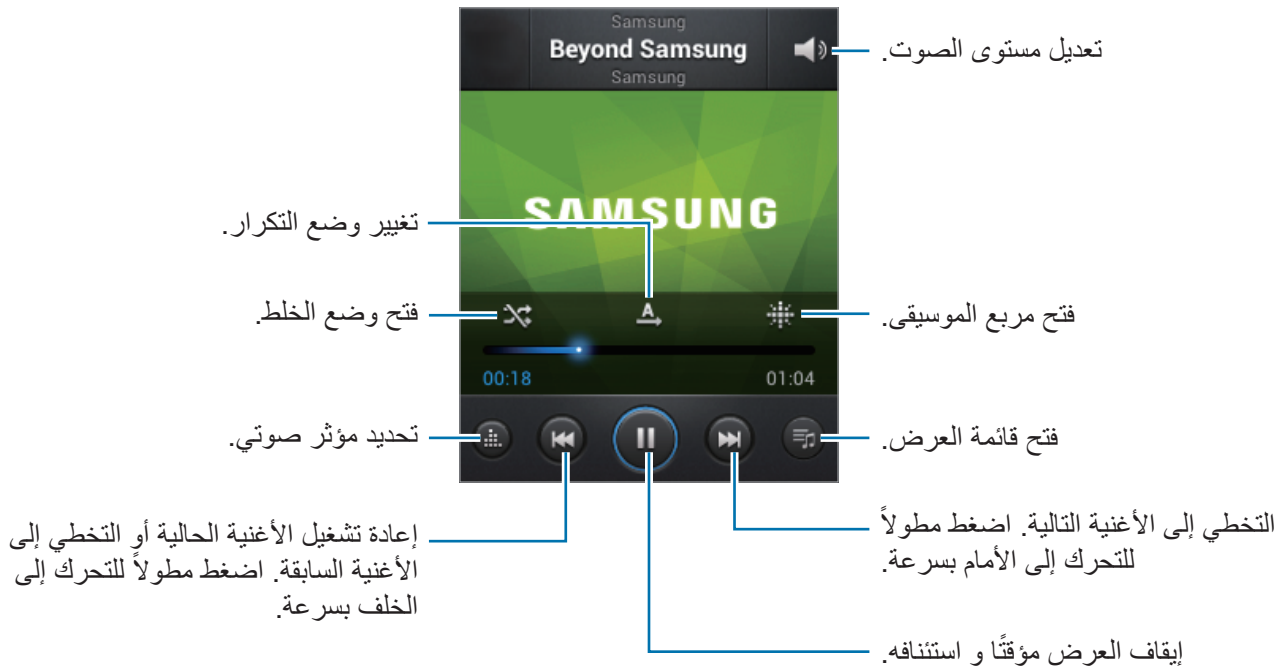 Samsung
Beyond Samsung
Samsung
تعديل مستوى الصوت.
SAMSUNG
تغيير وضع التكرار.
فتح وضع الخلط.
A
فتح مربع الموسيقى.
00:18
01:04
تحديد مؤثر صوتي.
فتح قائمة العرض.
التخطي إلى الأغنية التالية. اضغط مطولاً
للتحرك إلى الأمام بسرعة.
إعادة تشغيل الأغنية الحالية أو التخطي إلى
الأغنية السابقة. اضغط مطولاً للتحرك إلى
الخلف بسرعة.
إيقاف العرض مؤقتًا و استئنافه.